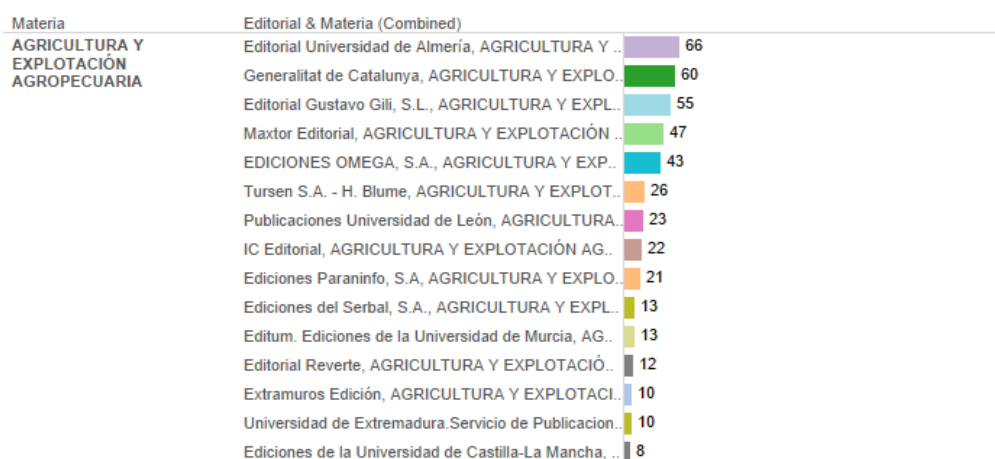 Materia Editorial & Materia (Combined)
AGRICULTURA Y
EXPLOTACIÓN
AGROPECUARIA
Editorial Universidad de Almería, AGRICULTURA Y .. 66
Generalitat de Catalunya, AGRICULTURA Y EXPLO.. 60
Editorial Gustavo Gili, S.L., AGRICULTURA Y EXPL.. 55
Maxtor Editorial, AGRICULTURA Y EXPLOTACIÓN .. 47
EDICIONES OMEGA, S.A., AGRICULTURA Y EXP.. 43
Tursen S.A. - H. Blume, AGRICULTURA Y EXPLOT.. 26
Publicaciones Universidad de León, AGRICULTURA.. 23
IC Editorial, AGRICULTURA Y EXPLOTACIÓN AG.. 22
Ediciones Paraninfo, S.A, AGRICULTURA Y EXPLO.. 21
Ediciones del Serbal, S.A., AGRICULTURA Y EXPL.. 13
Editum. Ediciones de la Universidad de Murcia, AG.. 13
Editorial Reverte, AGRICULTURA Y EXPLOTACIÓ.. 12
Extramuros Edición, AGRICULTURA Y EXPLOTACI.. 10
Universidad de Extremadura.Servicio de Publicacion.. 10
Ediciones de la Universidad de Castilla-La Mancha, .. 8